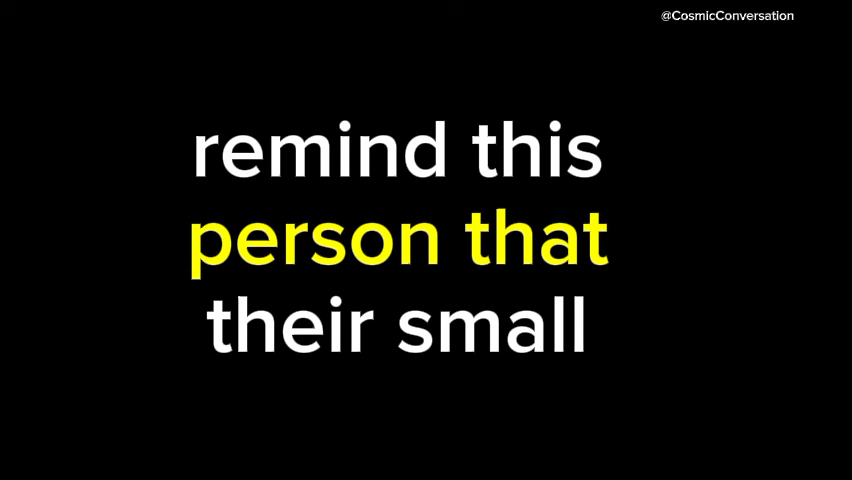 @CosmicConversation
remind this
person that
their small